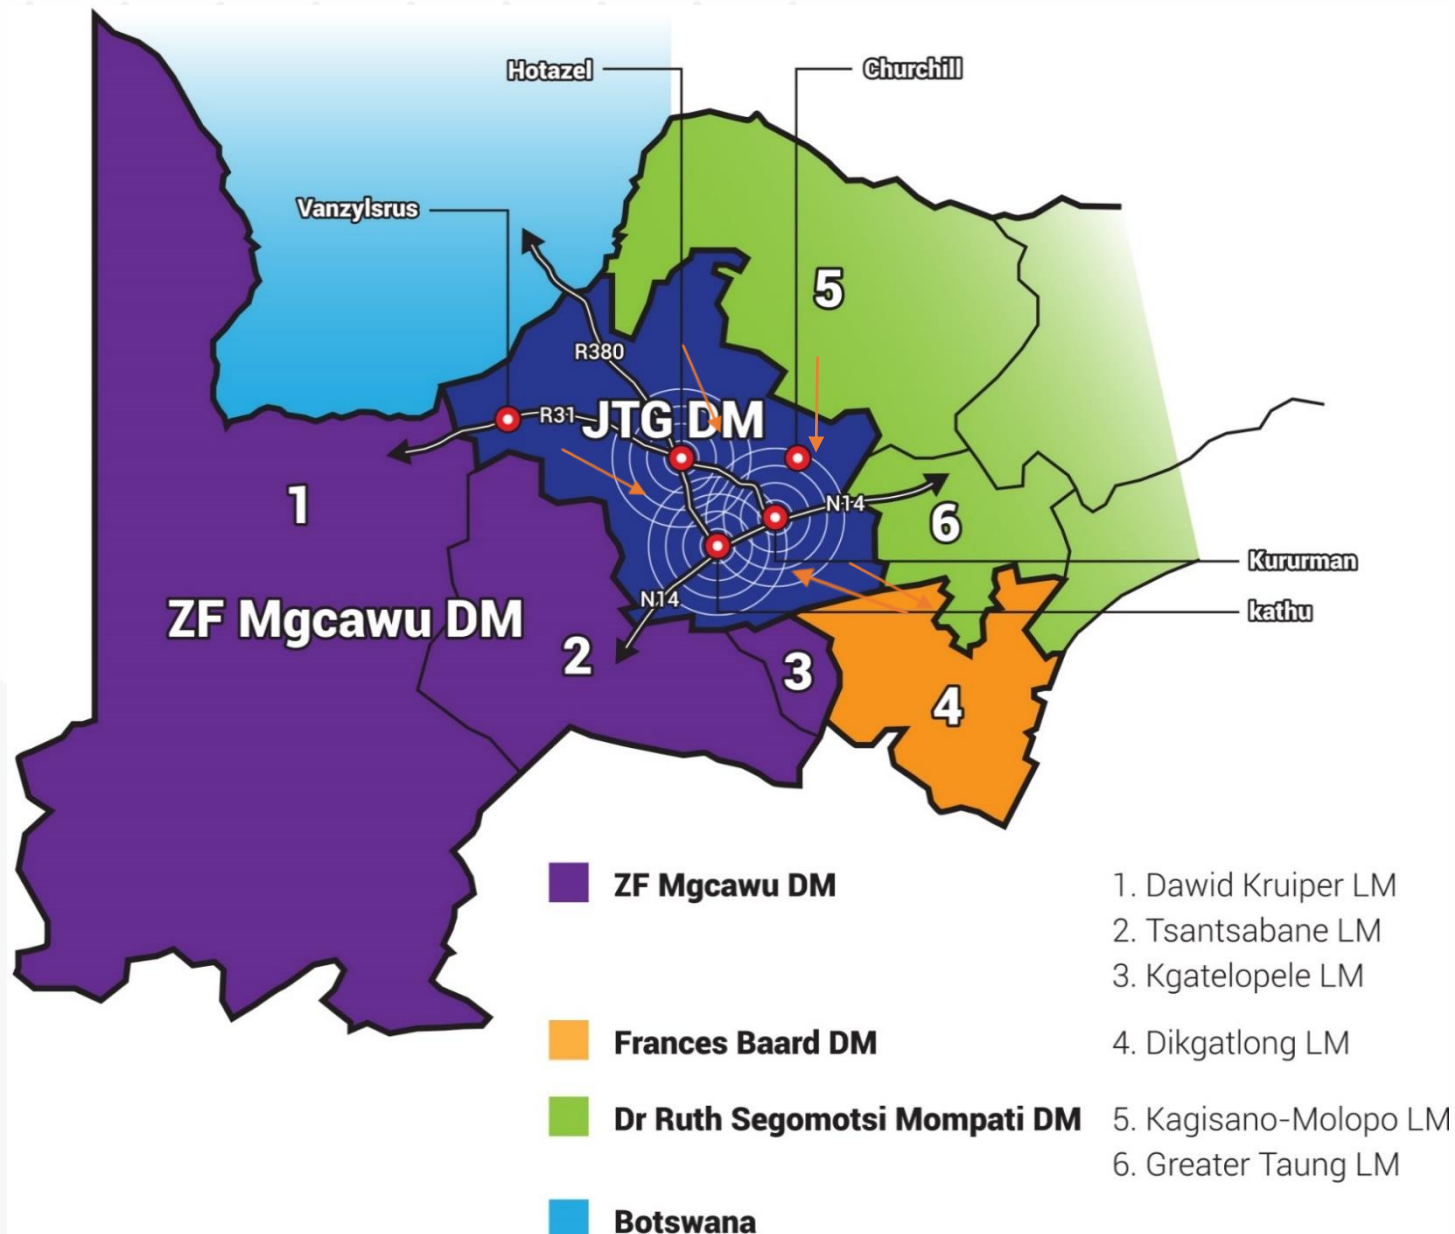 Hotazel
Churchill
Vanzylsrus
5
R380
R31
JTG DM
1
N14
6
Kururman
N14
kathu
ZF Mgcawu DM
2
3
4
ZF Mgcawu DM
1. Dawid Kruiper LM
2. Tsantsabane LM
3. Kgatelopele LM
Frances Baard DM
4. Dikgatlong LM
Dr Ruth Segomotsi Mompati DM
5. Kagisano-Molopo LM
6. Greater Taung LM
Botswana